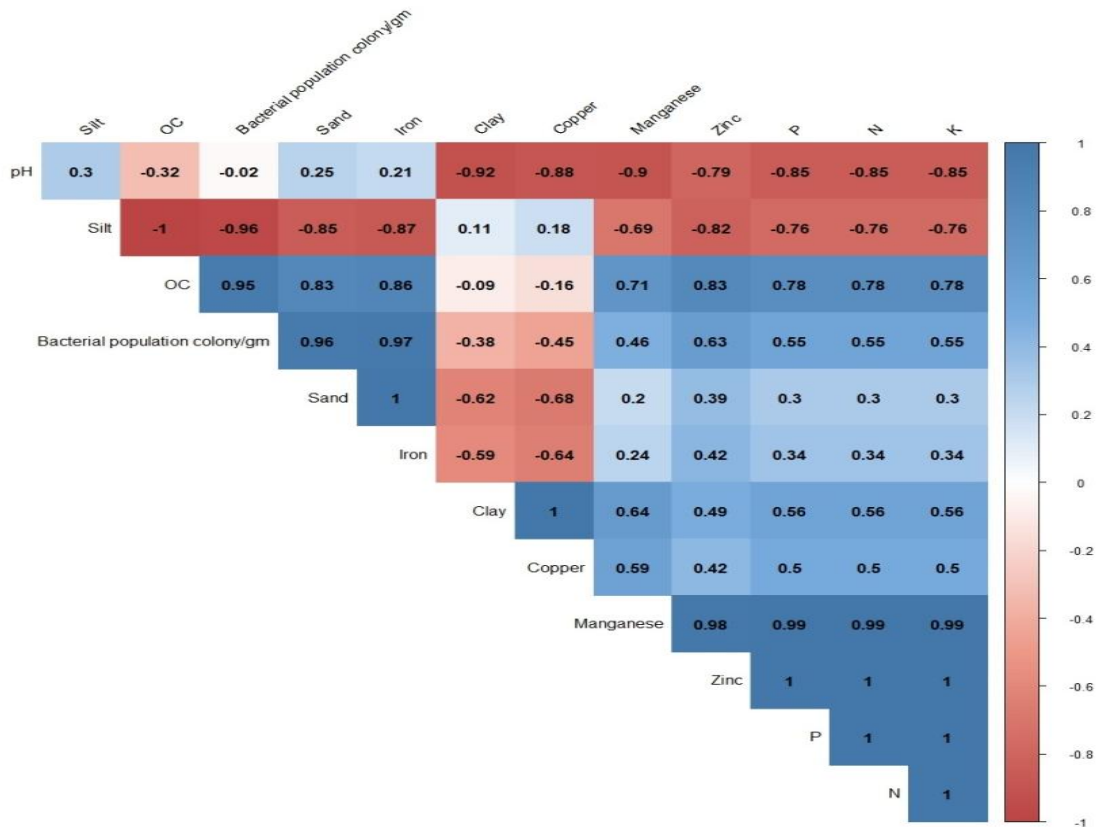 Silt OC Bacterial population colony/gm Sand Iron Clay Copper Manganese Zinc P N K
pH 0.3 -0.32 -0.02 0.25 0.21 -0.92 -0.88 -0.9 -0.79 -0.85 -0.85 -0.85
Silt -1 -0.96 -0.85 -0.87 0.11 0.18 -0.69 -0.82 -0.76 -0.76 -0.76
OC 0.95 0.83 0.86 -0.09 -0.16 0.71 0.83 0.78 0.78 0.78
Bacterial population colony/gm 0.96 0.97 -0.38 -0.45 0.46 0.63 0.55 0.55 0.55
Sand 1 -0.62 -0.68 0.2 0.39 0.3 0.3 0.3
Iron -0.59 -0.64 0.24 0.42 0.34 0.34 0.34
Clay 1 0.64 0.49 0.56 0.56 0.56
Copper 0.59 0.42 0.5 0.5 0.5
Manganese 0.98 0.99 0.99 0.99
Zinc 1 1 1
P 1 1
N 1
1
0.8
0.6
0.4
0.2
0
-0.2
-0.4
-0.6
-0.8
-1